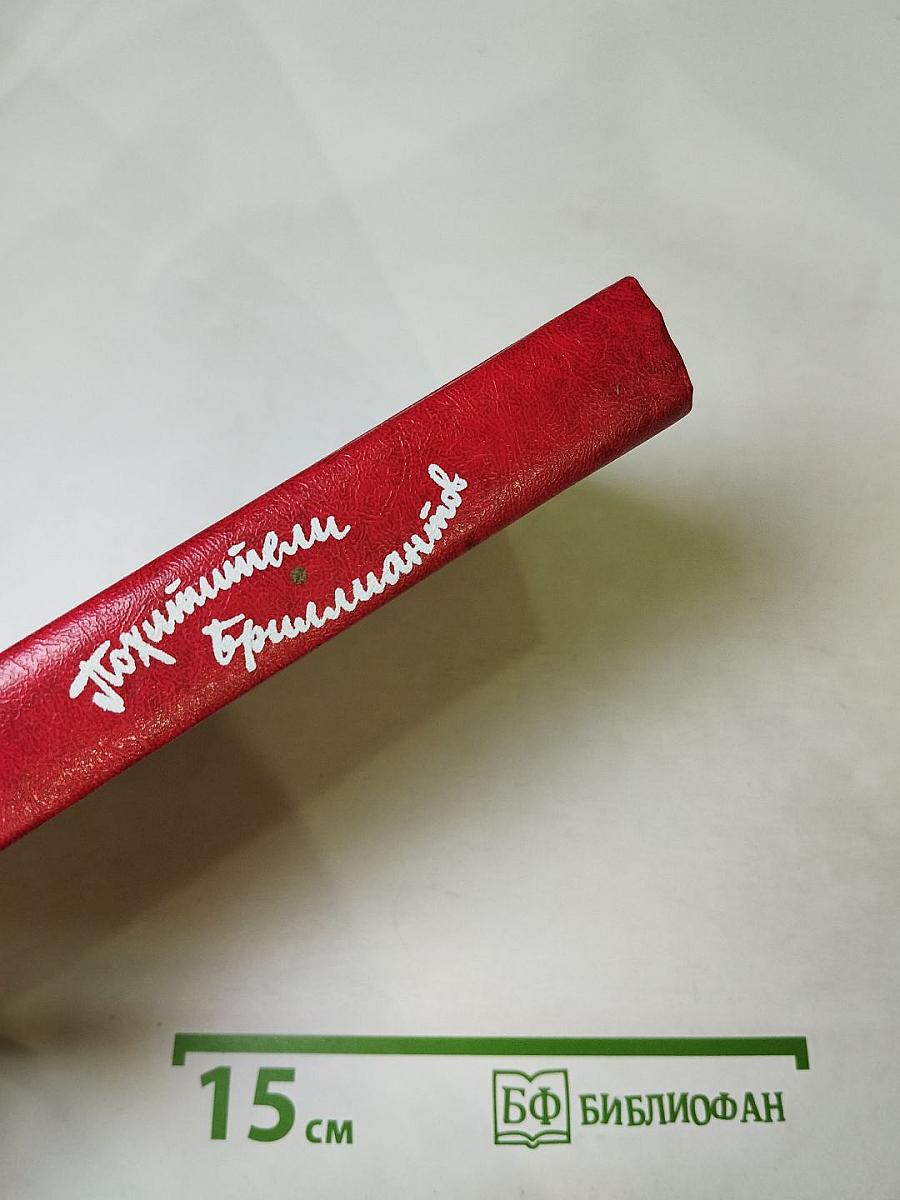 Похитители
Бриллиантов
15 см
БФ БИБЛИОФАН